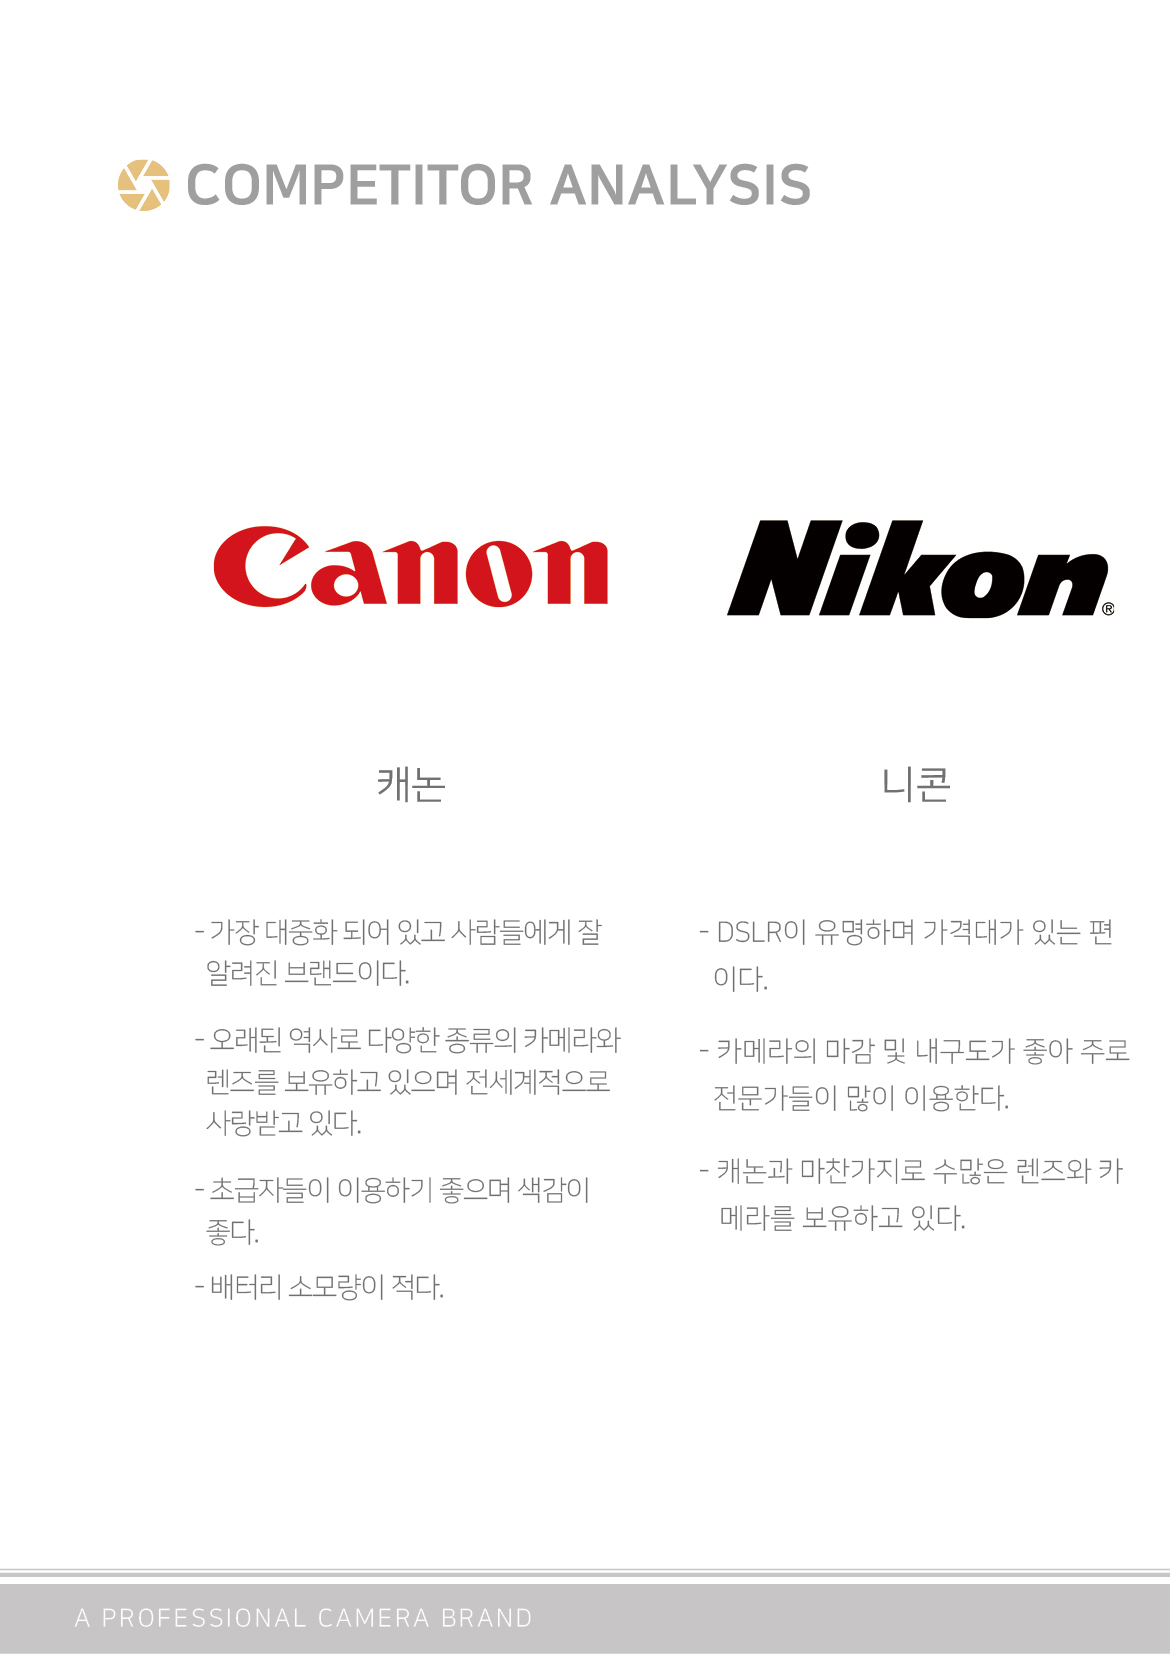 COMPETITOR ANALYSIS
Canon
Nikon®
캐논
니콘
- 가장 대중화 되어 있고 사람들에게 잘
알려진 브랜드이다.
- 오래된 역사로 다양한 종류의 카메라와
렌즈를 보유하고 있으며 전세계적으로
사랑받고 있다.
- 초급자들이 이용하기 좋으며 색감이
좋다.
- 배터리 소모량이 적다.
- DSLR이 유명하며 가격대가 있는 편
이다.
- 카메라의 마감 및 내구도가 좋아 주로
전문가들이 많이 이용한다.
- 캐논과 마찬가지로 수많은 렌즈와 카
메라를 보유하고 있다.
A PROFESSIONAL CAMERA BRAND